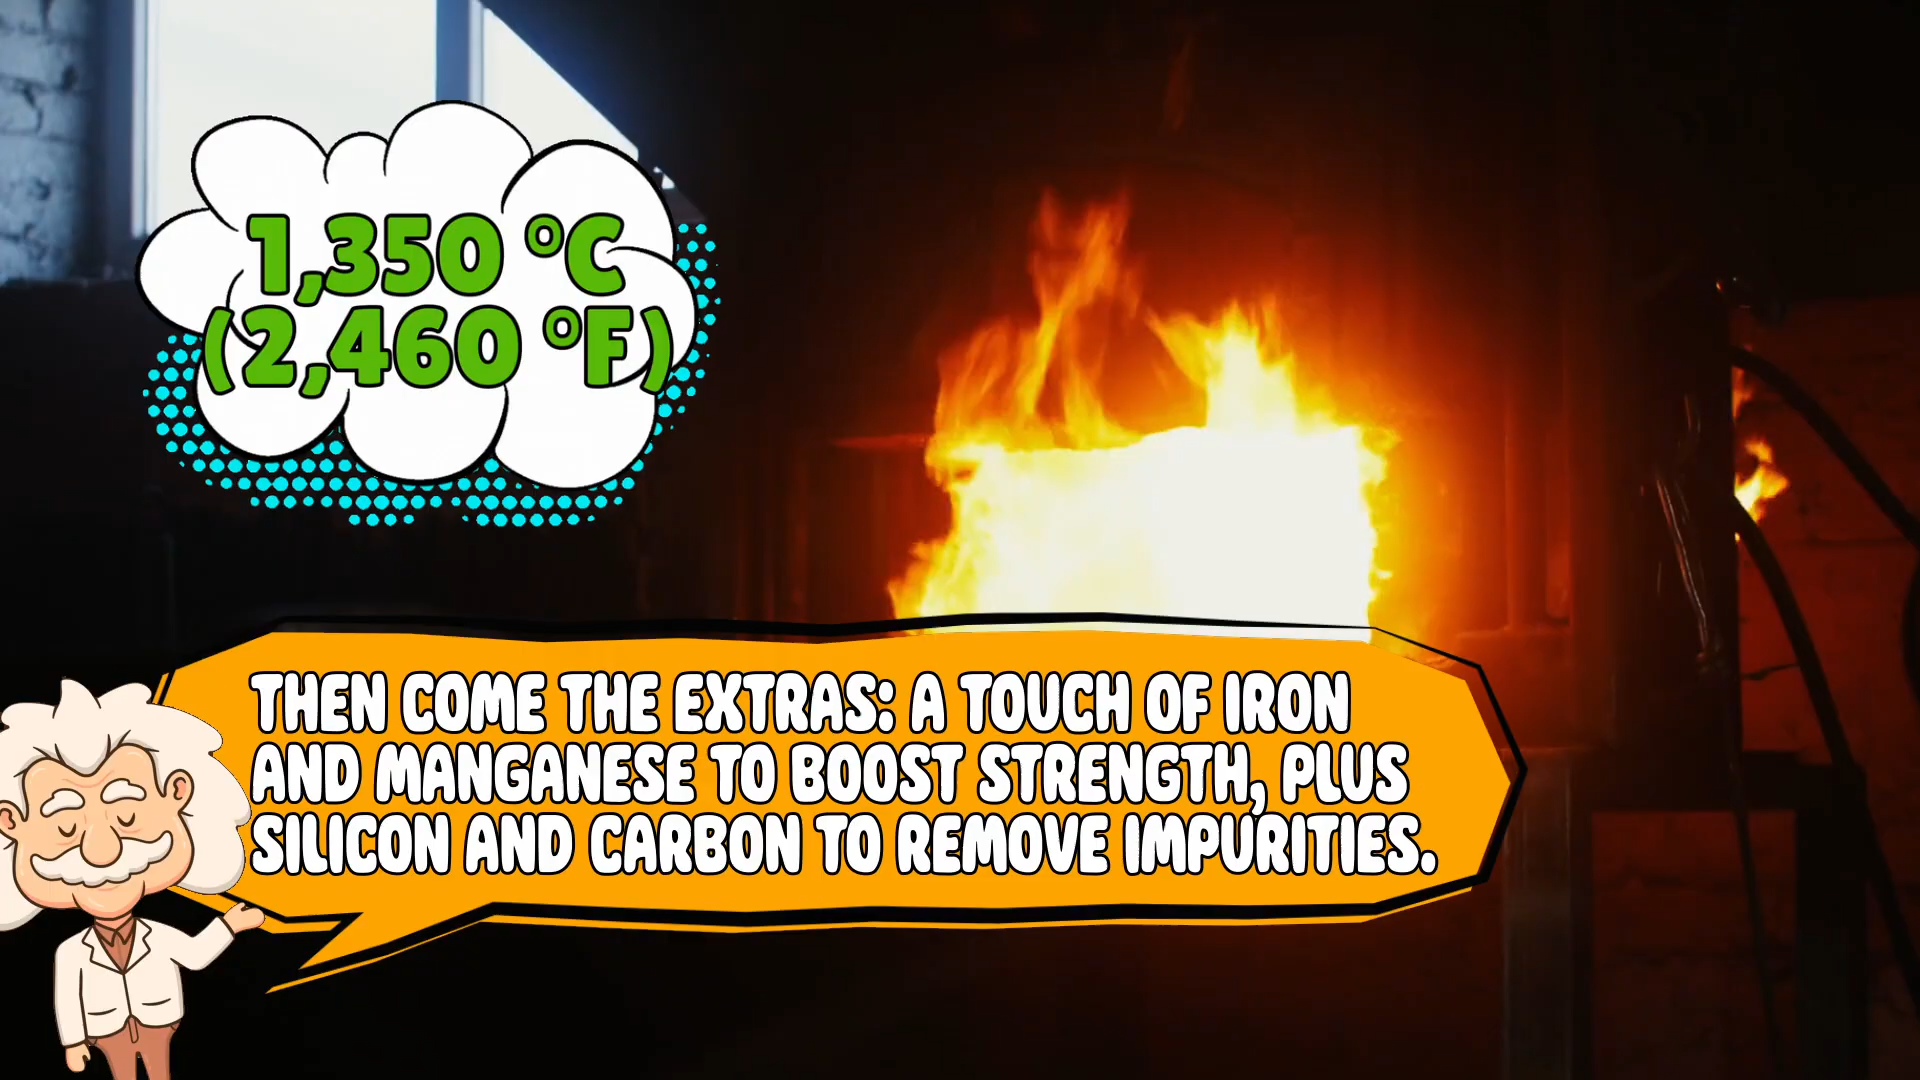 1,350 °C
(2,460 °F)
THEN COME THE EXTRAS: A TOUCH OF IRON
AND MANGANESE TO BOOST STRENGTH, PLUS
SILICON AND CARBON TO REMOVE IMPURITIES.